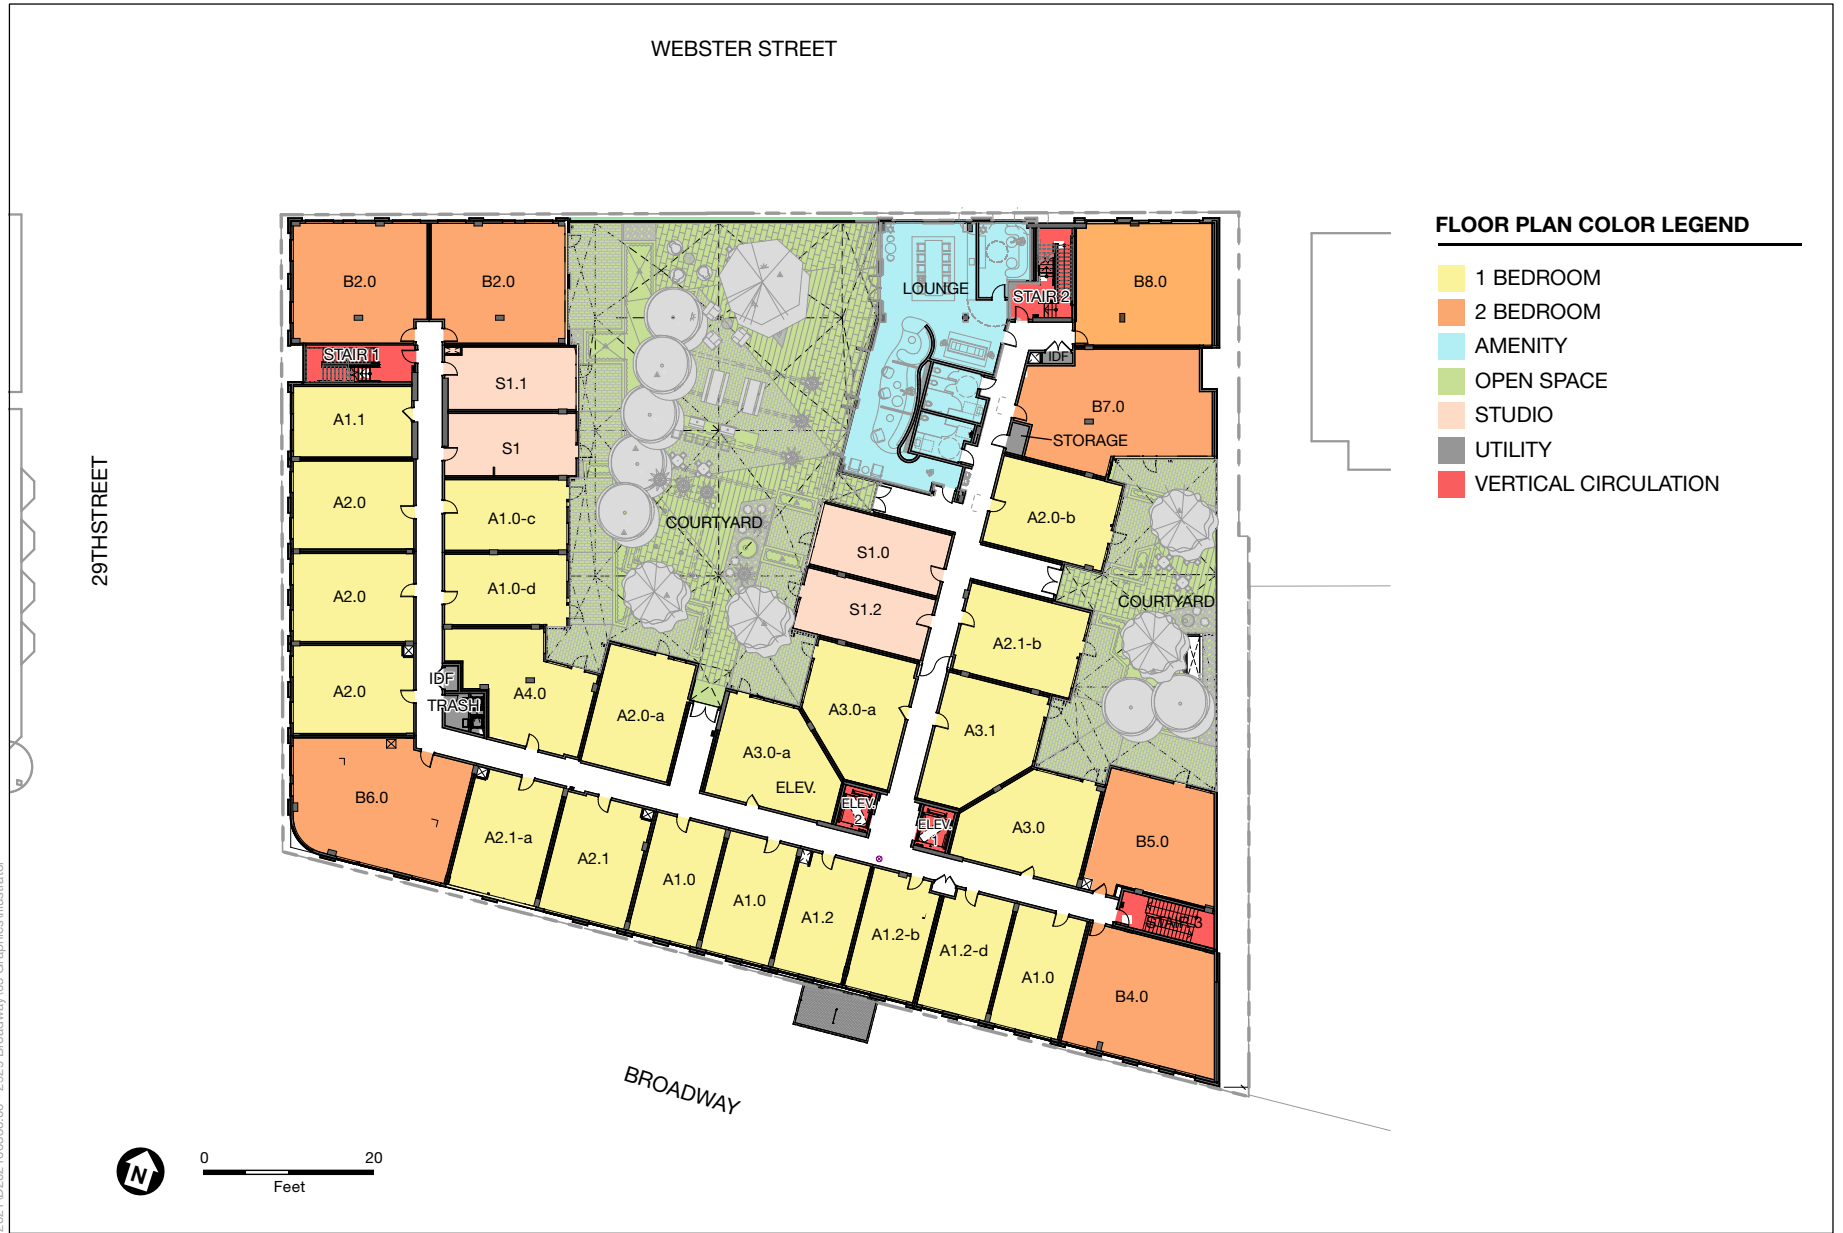 WEBSTER STREET
FLOOR PLAN COLOR LEGEND
1 BEDROOM
2 BEDROOM
AMENITY
OPEN SPACE
STUDIO
UTILITY
VERTICAL CIRCULATION
B2.0
B2.0
LOUNGE
STAIR 2
B8.0
STAIR 1
IDF
S1.1
A1.1
B7.0
STORAGE
S1
A2.0
A1.0-c
COURTYARD
A2.0-b
29THSTREET
S1.0
A2.0
A1.0-d
S1.2
COURTYARD
A2.1-b
IDF
A2.0
A4.0
TRASH
A2.0-a
A3.0-a
A3.1
A3.0-a
ELEV.
B6.0
ELEV.
2
ELEV.
1
A3.0
B5.0
A2.1-a
A2.1
A1.0
A1.0
A1.2
A1.2-b
A1.2-d
A1.0
STAIR 3
B4.0
BROADWAY
N
0 20
Feet